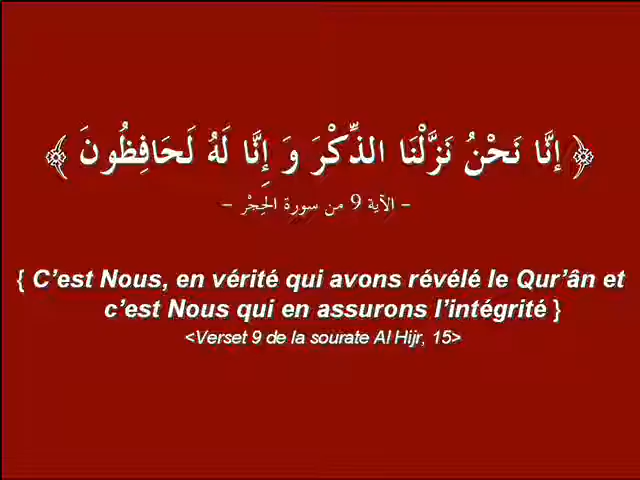 ﴿ إِنَّا نَحْنُ نَزَّلْنَا الذِّكْرَ وَ إِنَّا لَهُ لَحَافِظُونَ ﴾
– الآية 9 من سورة الحِجْر –
{ C’est Nous, en vérité qui avons révélé le Qur’ân et
c’est Nous qui en assurons l’intégrité }
<Verset 9 de la sourate Al Hijr, 15>